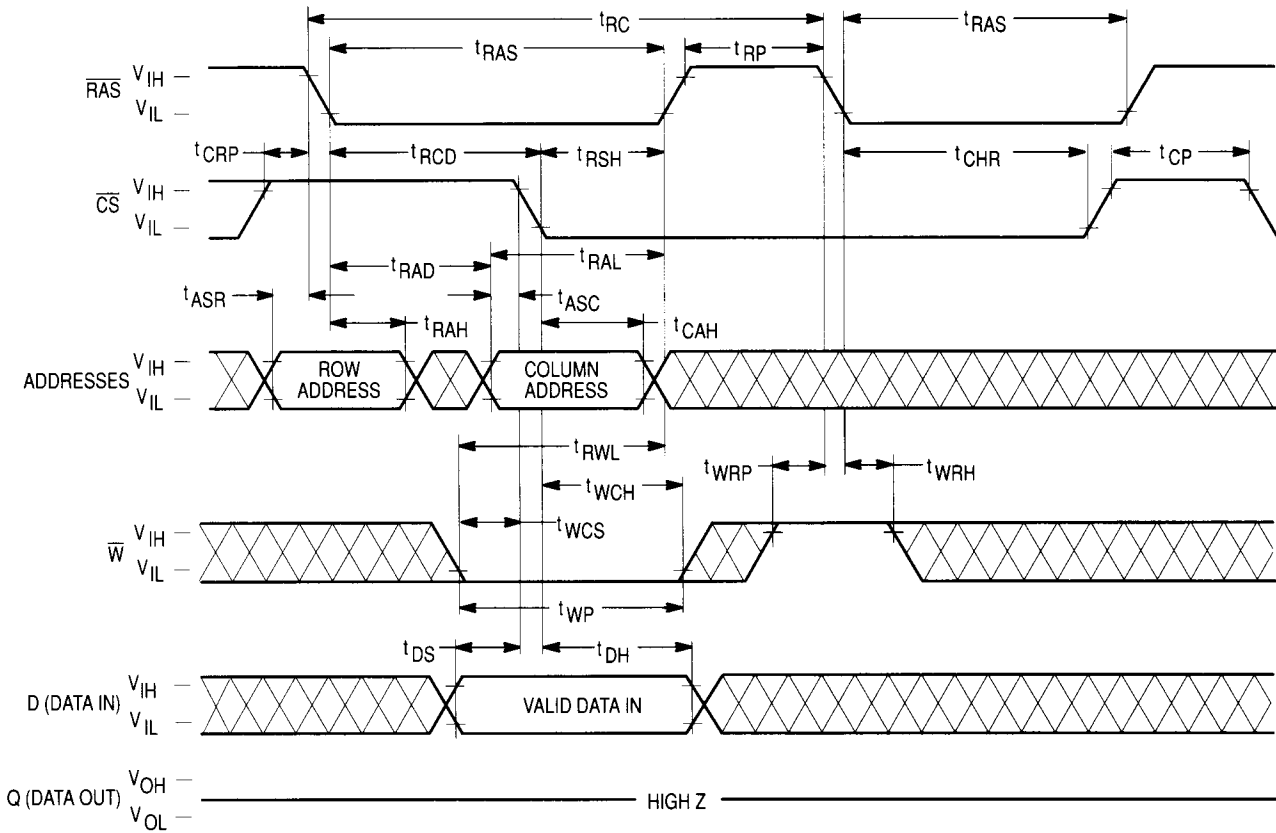 tRC
tRAS
tRAS
tRP
RAS VIH
VIL
tCRP
tRCD
tRSH
tCHR
tCP
CS VIH
VIL
tRAD
tRAL
tASR
tASC
tRAH
tCAH
ADDRESSES VIH
VIL
ROW ADDRESS
COLUMN ADDRESS
tRWL
tWRP
tWRH
tWCH
tWCS
W VIH
VIL
tWP
tDS
tDH
D (DATA IN) VIH
VIL
VALID DATA IN
Q (DATA OUT) VOH
VOL
HIGH Z